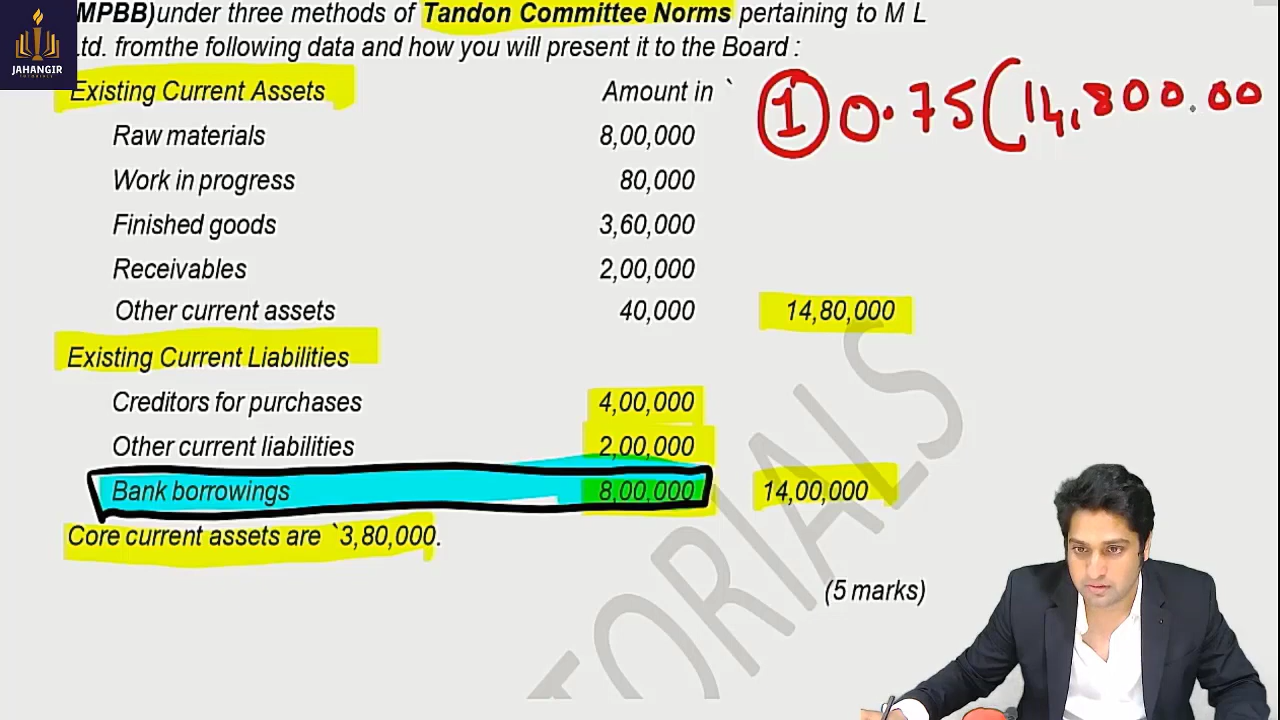 MPBB)under three methods of Tandon Committee Norms pertaining to M L
Ltd. fromthe following data and how you will present it to the Board :
JAHANGIR
TUTORIALS
Existing Current Assets Amount in `
① 0.75(14,800.00
Raw materials 8,00,000
Work in progress 80,000
Finished goods 3,60,000
Receivables 2,00,000
Other current assets 40,000 14,80,000
Existing Current Liabilities
Creditors for purchases 4,00,000
Other current liabilities 2,00,000
Bank borrowings 8,00,000 14,00,000
Core current assets are `3,80,000.
(5 marks)
TORIALS